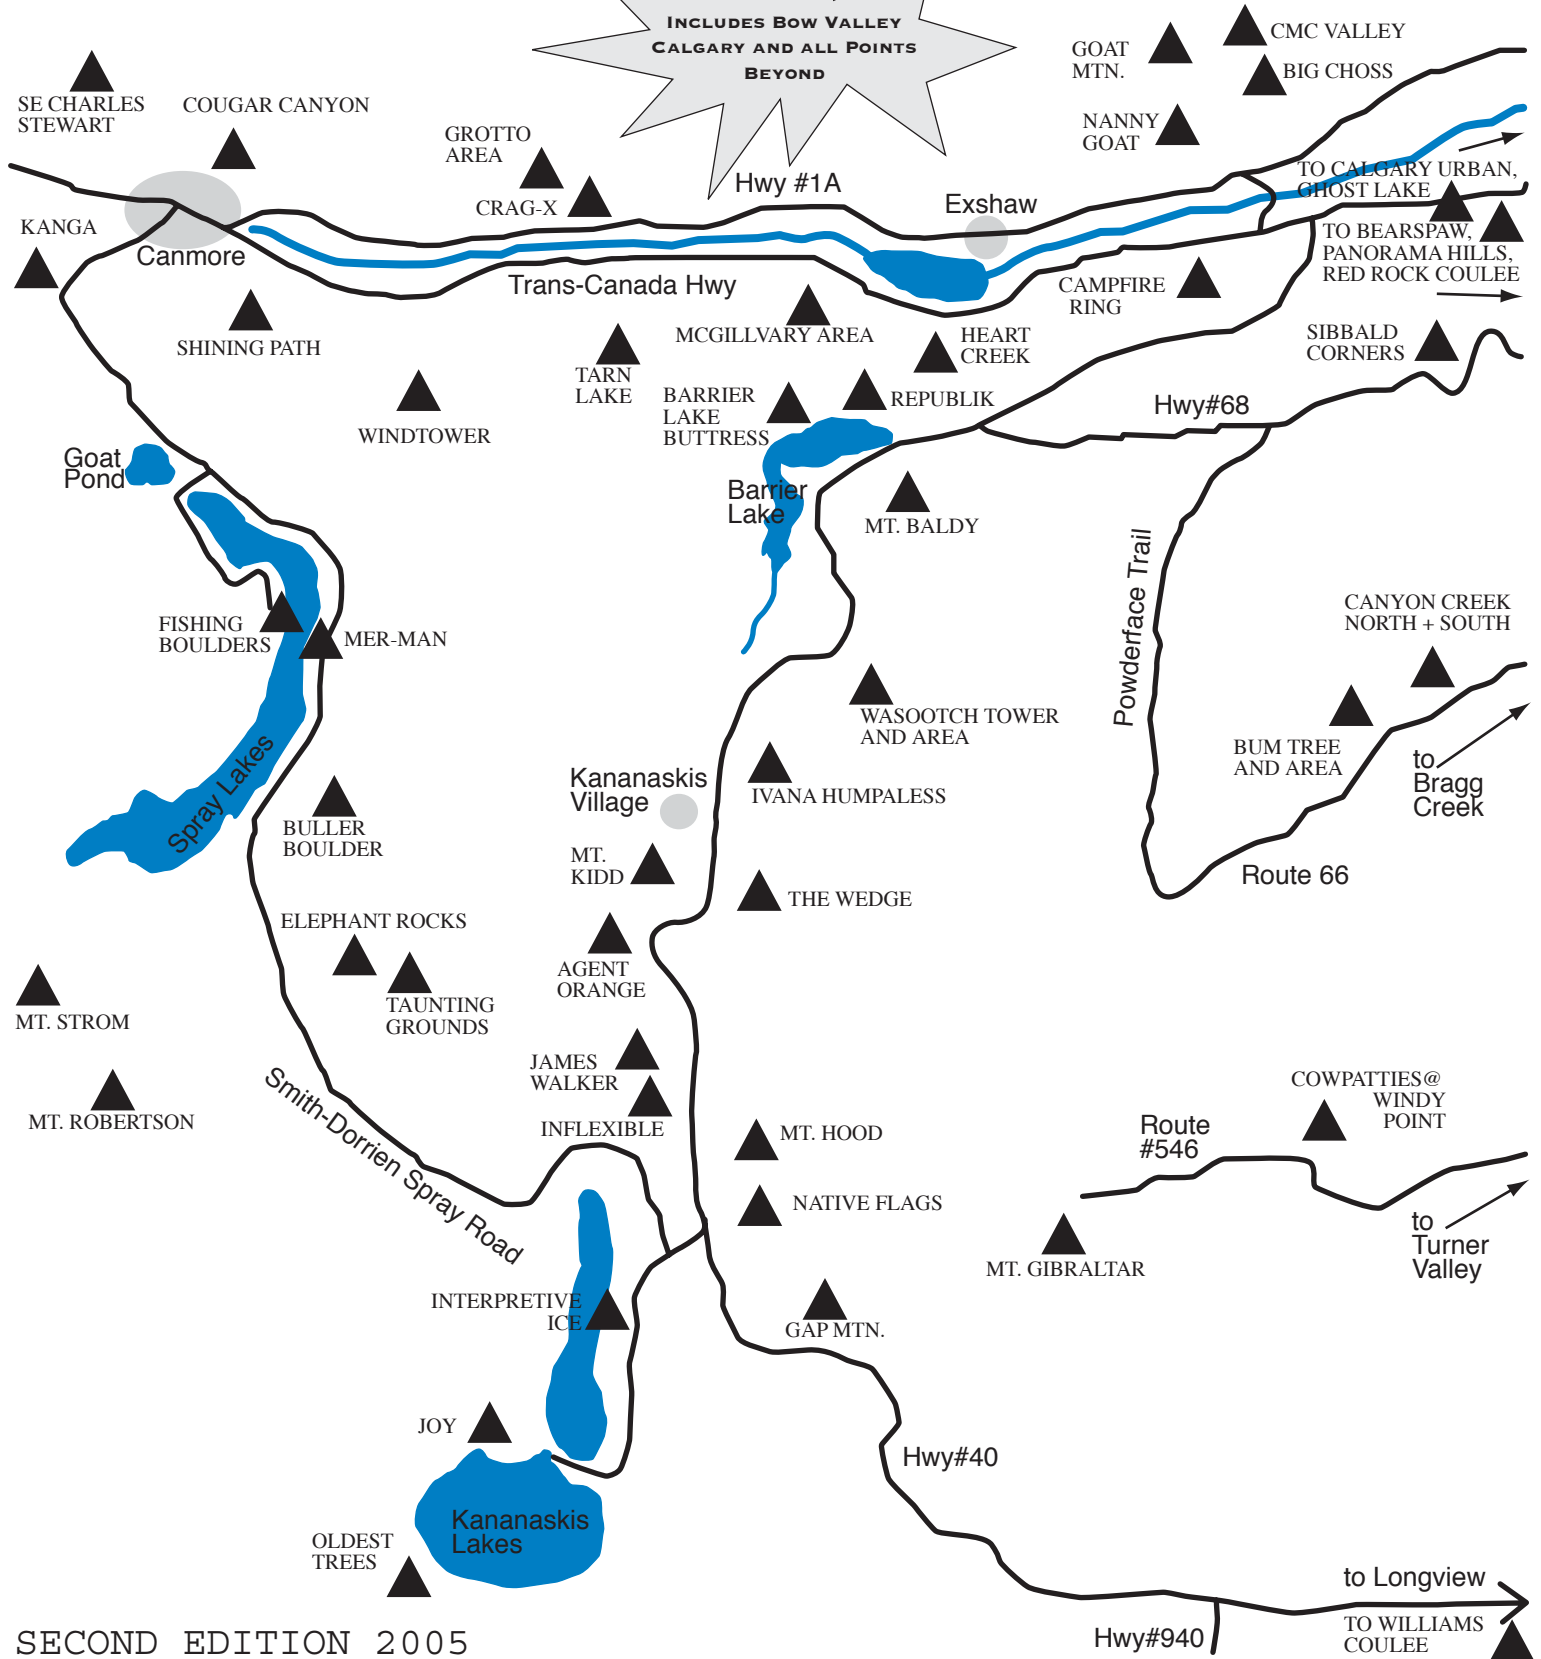 INCLUDES BOW VALLEY
CALGARY AND ALL POINTS
BEYOND
CMC VALLEY
GOAT
MTN.
BIG CHOSS
SE CHARLES
STEWART
COUGAR CANYON
GROTTO
AREA
NANNY
GOAT
TO CALGARY URBAN,
GHOST LAKE
Hwy #1A
CRAG-X
Exshaw
KANGA
Canmore
TO BEARSPAW,
PANORAMA HILLS,
RED ROCK COULEE
Trans-Canada Hwy
CAMPFIRE
RING
SHINING PATH
MCGILLVARY AREA
HEART
CREEK
SIBBALD
CORNERS
TARN
LAKE
BARRIER
LAKE
BUTTRESS
REPUBLIK
Hwy#68
WINDTOWER
Goat
Pond
Barrier
Lake
MT. BALDY
Powderface Trail
CANYON CREEK
NORTH + SOUTH
FISHING
BOULDERS
MER-MAN
WASOOTCH TOWER
AND AREA
BUM TREE
AND AREA
to
Bragg
Creek
Spray Lakes
Kananaskis
Village
IVANA HUMPALESS
BULLER
BOULDER
MT.
KIDD
THE WEDGE
Route 66
ELEPHANT ROCKS
AGENT
ORANGE
TAUNTING
GROUNDS
MT. STROM
JAMES
WALKER
MT. ROBERTSON
Smith-Dorrien Spray Road
INFLEXIBLE
MT. HOOD
COWPATTIES@
WINDY
POINT
Route
#546
NATIVE FLAGS
to
Turner
Valley
MT. GIBRALTAR
INTERPRETIVE
ICE
GAP MTN.
JOY
Hwy#40
Kananaskis
Lakes
OLDEST
TREES
to Longview
TO WILLIAMS
COULEE
Hwy#940
SECOND EDITION 2005